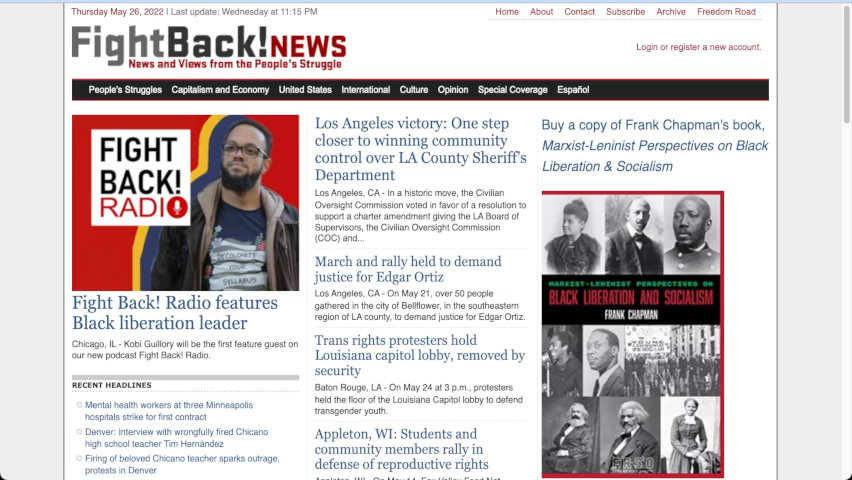 Thursday May 26, 2022 | Last update: Wednesday at 11:15 PM
Home About Contact Subscribe Archive Freedom Road
FightBack!NEWS
News and Views from the People's Struggle
Login or register a new account.
People's Struggles Capitalism and Economy United States International Culture Opinion Special Coverage Español
FIGHT
BACK!
RADIO
DECOLONIZE
YOUR
SYLLABUS
Fight Back! Radio features
Black liberation leader
Chicago, IL - Kobi Guillory will be the first feature guest on
our new podcast Fight Back! Radio.
RECENT HEADLINES
Mental health workers at three Minneapolis
hospitals strike for first contract
Denver: Interview with wrongfully fired Chicano
high school teacher Tim Hernández
Firing of beloved Chicano teacher sparks outrage,
protests in Denver
Los Angeles victory: One step
closer to winning community
control over LA County Sheriff's
Department
Los Angeles, CA - In a historic move, the Civilian
Oversight Commission voted in favor of a resolution to
support a charter amendment giving the LA Board of
Supervisors, the Civilian Oversight Commission
(COC) and...
March and rally held to demand
justice for Edgar Ortiz
Los Angeles, CA - On May 21, over 50 people
gathered in the city of Bellflower, in the southeastern
region of LA county, to demand justice for Edgar Ortiz.
Trans rights protesters hold
Louisiana capitol lobby, removed by
security
Baton Rouge, LA - On May 24 at 3 p.m., protesters
held the floor of the Louisiana Capitol lobby to defend
transgender youth.
Appleton, WI: Students and
community members rally in
defense of reproductive rights
Appleton, WI - On May 14, Fox Valley Feed Not
Buy a copy of Frank Chapman's book,
Marxist-Leninist Perspectives on Black
Liberation & Socialism
MARXIST-LENINIST PERSPECTIVES ON
BLACK LIBERATION AND SOCIALISM
FRANK CHAPMAN
FRSO